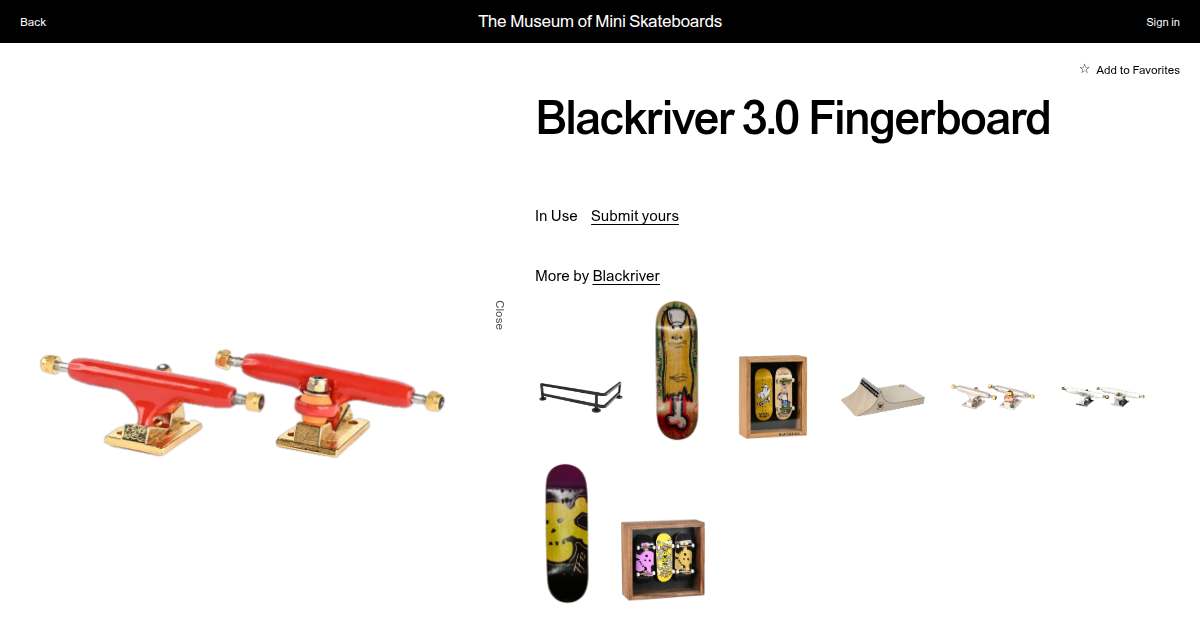 Back
The Museum of Mini Skateboards
Sign in
☆ Add to Favorites
Blackriver 3.0 Fingerboard
In Use Submit yours
More by Blackriver
Close